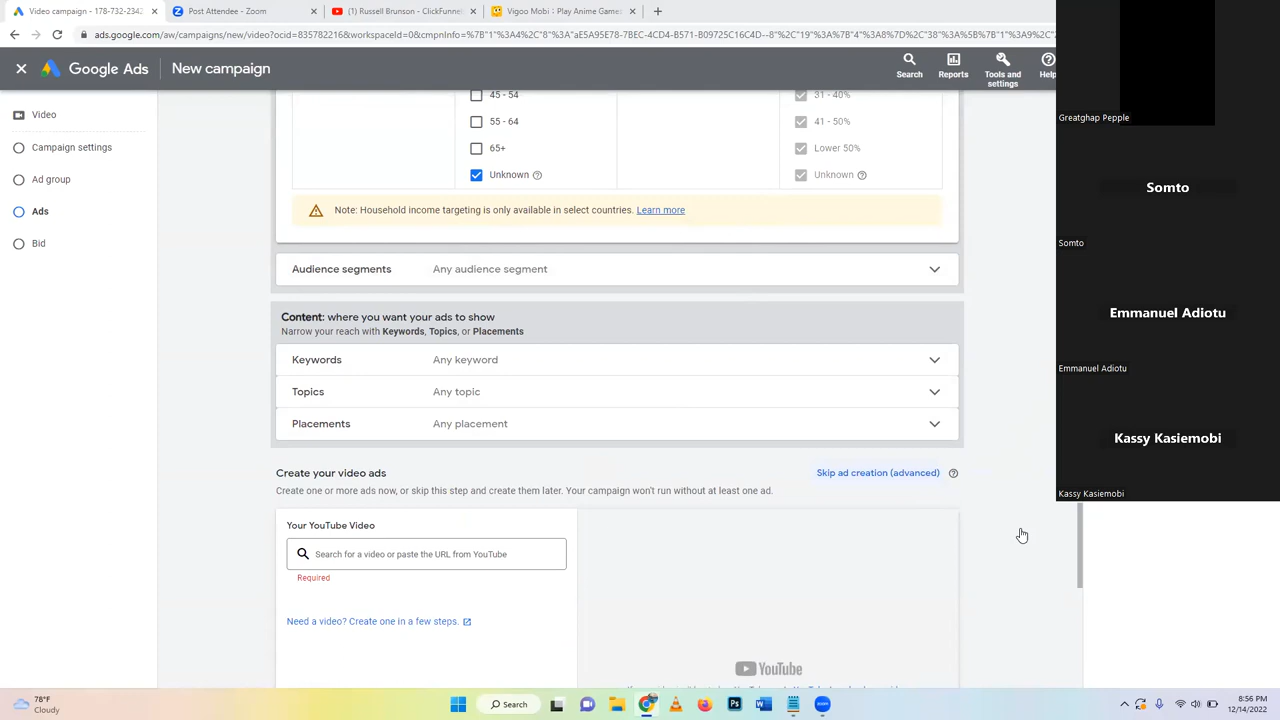 Video campaign - 178-732-2342
Post Attendee - Zoom
(1) Russell Brunson - ClickFunnel
Vigoo Mobi : Play Anime Games
ads.google.com/aw/campaigns/new/video?ocid=835782216&workspaceId=0&cmpnInfo=%7B"1"%3A4%2C"8"%3A"aE5A95E78-7BEC-4CD4-B571-B09725C16C4D--8"%2C"19"%3A%7B"4"%3A8%7D%2C"38"%3A%5B%7B"1"%3A9%2C"
Google Ads
New campaign
Search
Reports
Tools and
settings
Help
Video
Campaign settings
Ad group
Ads
Bid
45 - 54
31 - 40%
55 - 64
41 - 50%
65+
Lower 50%
Unknown
Unknown
Note: Household income targeting is only available in select countries. Learn more
Audience segments
Any audience segment
Content: where you want your ads to show
Narrow your reach with Keywords, Topics, or Placements
Keywords
Any keyword
Topics
Any topic
Placements
Any placement
Create your video ads
Skip ad creation (advanced)
Create one or more ads now, or skip this step and create them later. Your campaign won't run without at least one ad.
Your YouTube Video
Search for a video or paste the URL from YouTube
Required
Need a video? Create one in a few steps.
YouTube
Greatghap Pepple
Somto
Somto
Emmanuel Adiotu
Emmanuel Adiotu
Kassy Kasiemobi
Kassy Kasiemobi
78°F
Cloudy
Search
8:56 PM
12/14/2022